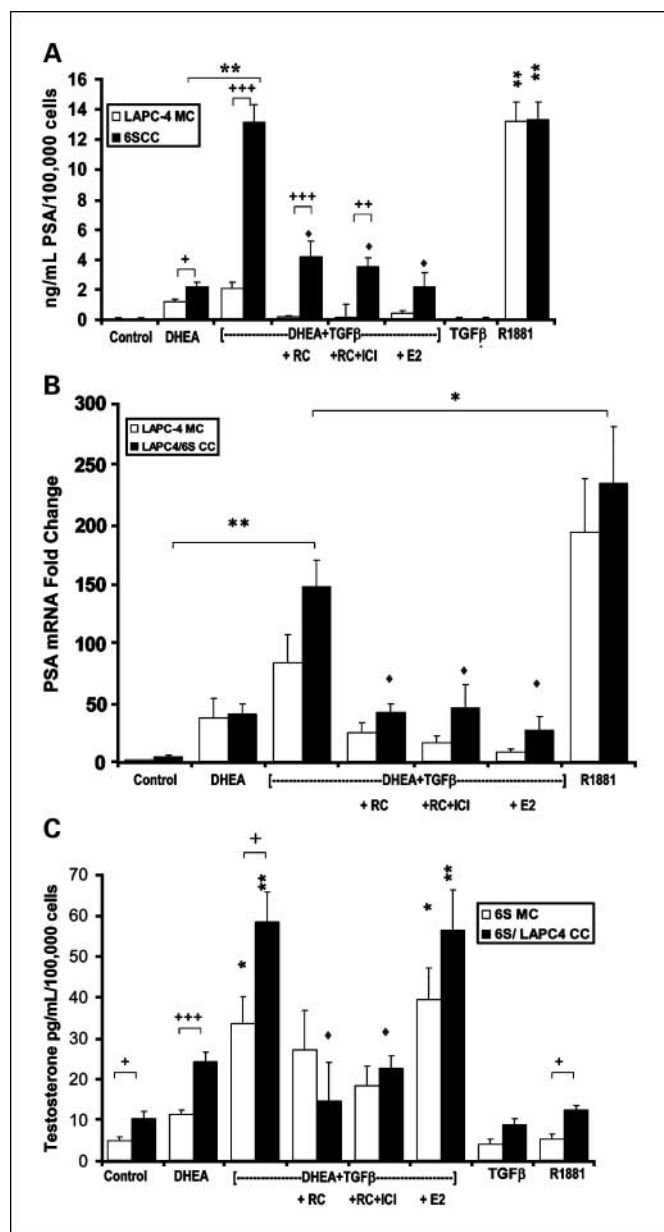 A
ng/mL PSA/100,000 cells
16
14
12
10
8
6
4
2
0
LAPC-4 MC
6SCC
**
+++
+
+++
++
♦
♦
♦
**
**
Control
DHEA
[----------------DHEA+TGFβ-----------------]
TGFβ
R1881
+ RC
+RC+ICI
+ E2
B
PSA mRNA Fold Change
300
250
200
150
100
50
0
LAPC-4 MC
LAPC4/6S CC
*
**
♦
♦
♦
Control
DHEA
[---------------------DHEA+TGFβ---------------------]
R1881
+ RC
+RC+ICI
+ E2
C
Testosterone pg/mL/100,000 cells
70
60
50
40
30
20
10
0
6S MC
6S/ LAPC4 CC
+
**
*
+++
+
♦
♦
*
**
+
Control
DHEA
[-----------------DHEA+TGFβ-------------------]
TGFβ
R1881
+ RC
+RC+ICI
+ E2